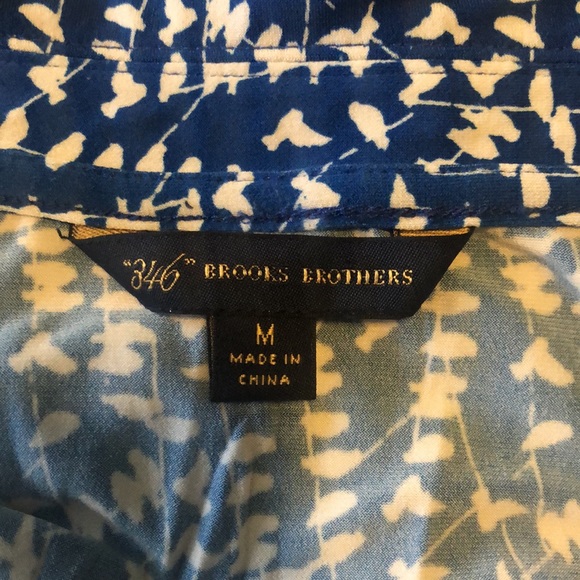 "346" BROOKS BROTHERS
M
MADE IN
CHINA